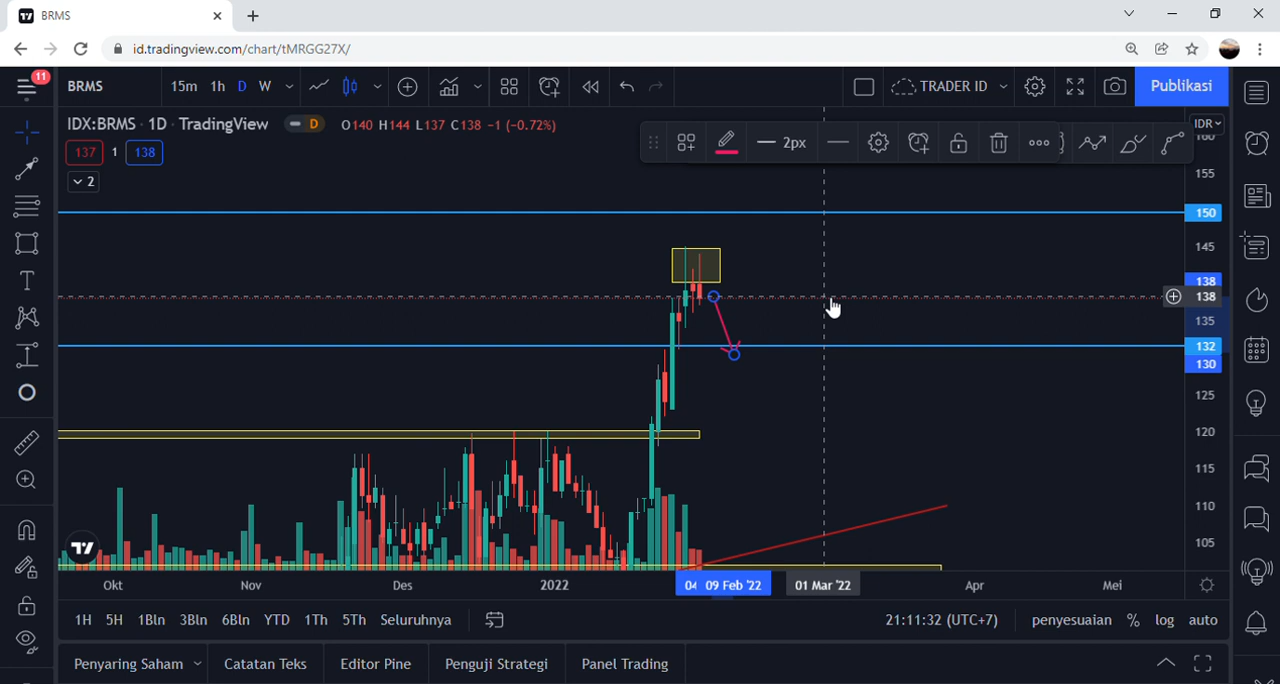 BRMS
id.tradingview.com/chart/tMRGG27X/
11
BRMS 15m 1h D W TRADER ID Publikasi
IDX:BRMS · 1D · TradingView D O140 H144 L137 C138 −1 (−0.72%)
137 1 138
2
2px
IDR
160
155
150
145
138
138
135
132
130
125
120
115
110
105
Okt Nov Des 2022 04 09 Feb '22 01 Mar '22 Apr Mei
1H 5H 1Bln 3Bln 6Bln YTD 1Th 5Th Seluruhnya 21:11:32 (UTC+7) penyesuaian % log auto
Penyaring Saham Catatan Teks Editor Pine Penguji Strategi Panel Trading